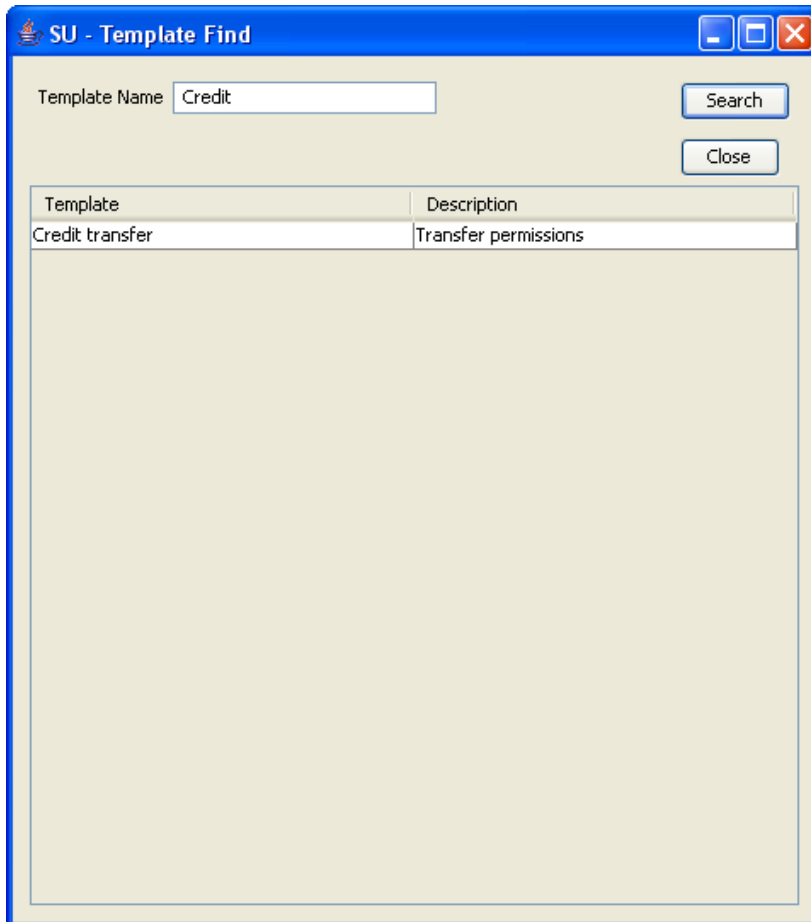 SU - Template Find
Template Name Credit Search
Close
Template Description
Credit transfer Transfer permissions